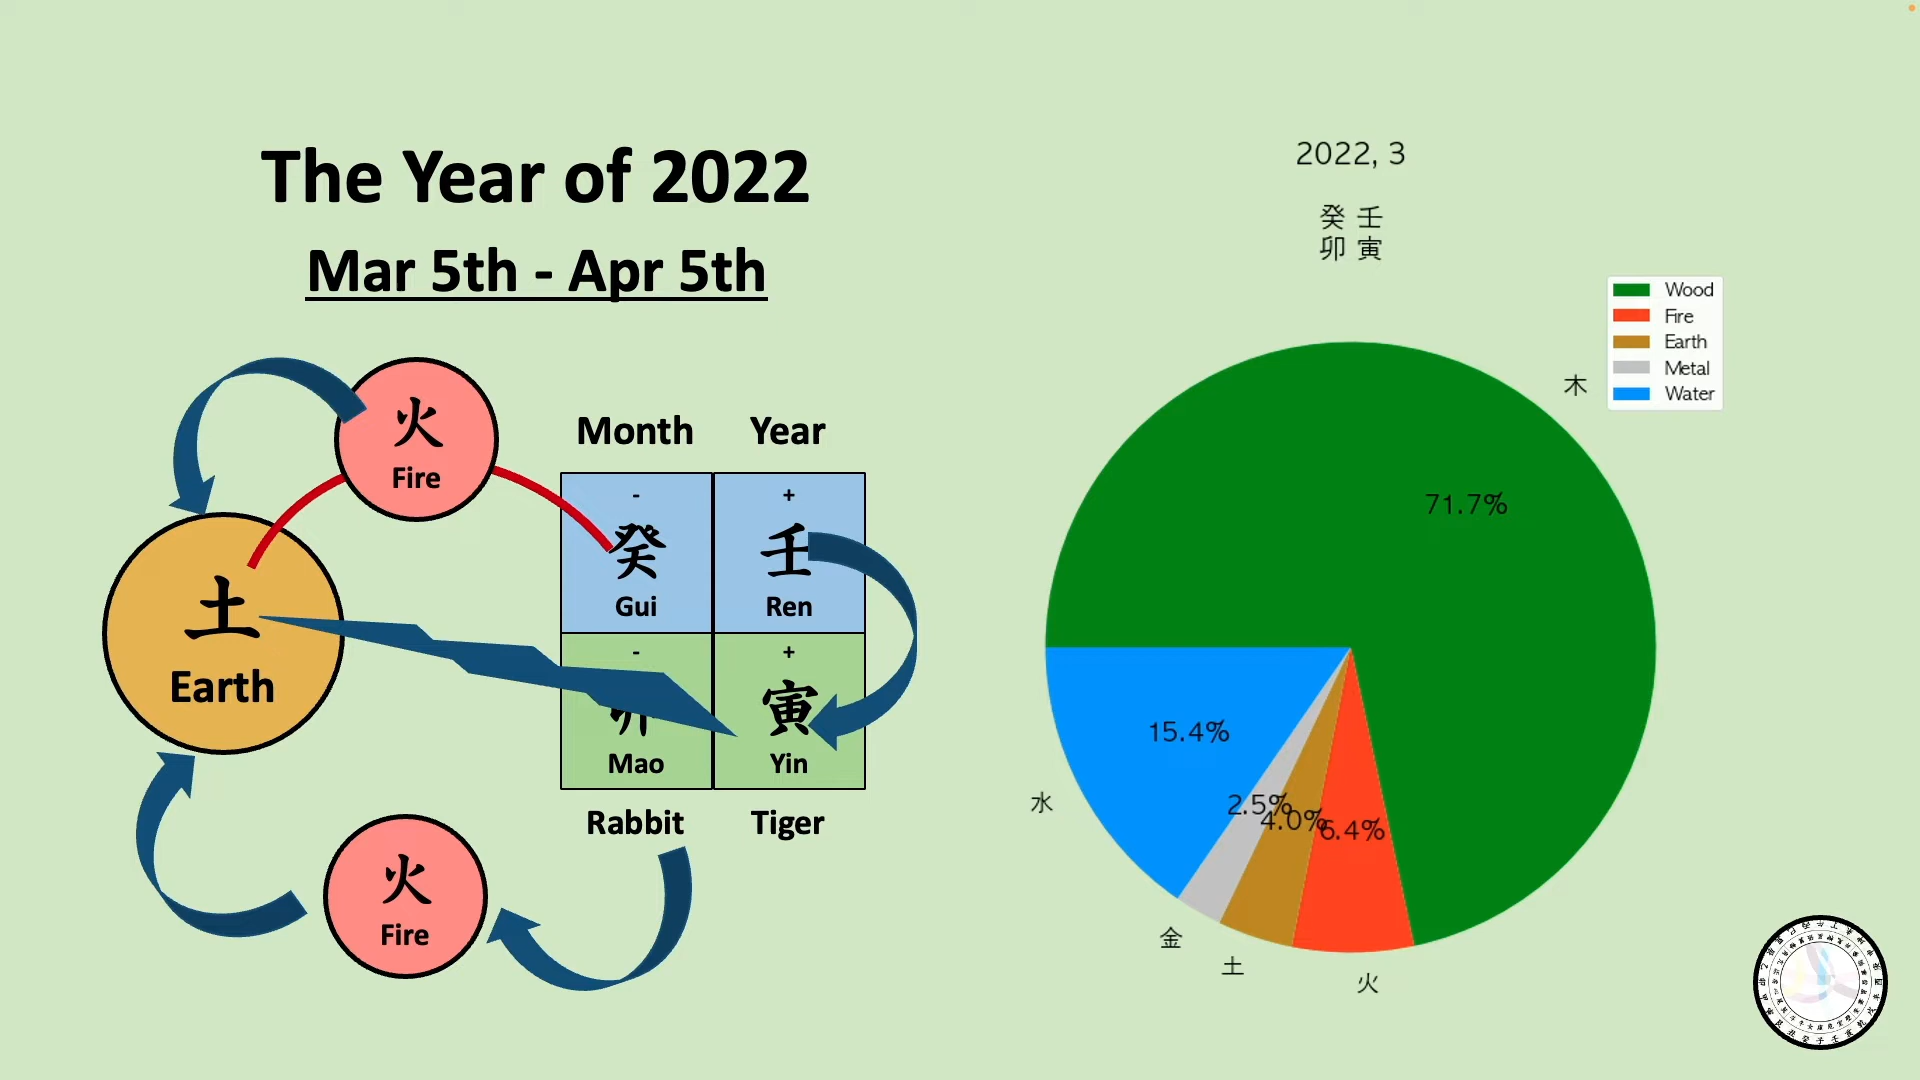 The Year of 2022
Mar 5th - Apr 5th
火
Fire
土
Earth
火
Fire
Month Year
- +
癸 壬
Gui Ren
- +
卯 寅
Mao Yin
Rabbit Tiger
2022, 3
癸 壬
卯 寅
Wood
Fire
Earth
Metal
Water
木
71.7%
15.4%
2.5%
4.0%
6.4%
水
金
土
火